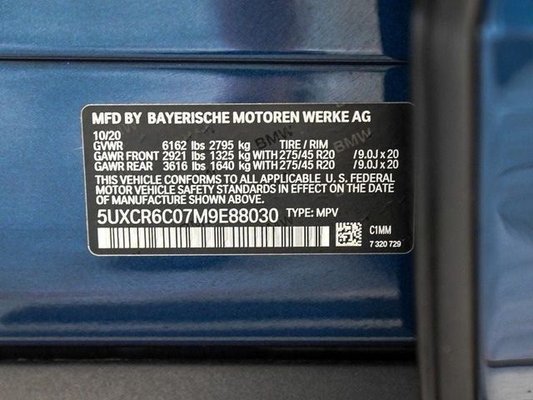 MFD BY BAYERISCHE MOTOREN WERKE AG
10/20
GVWR 6162 lbs 2795 kg TIRE / RIM
GAWR FRONT 2921 lbs 1325 kg WITH 275/45 R20 / 9.0J x 20
GAWR REAR 3616 lbs 1640 kg WITH 275/45 R20 / 9.0J x 20
THIS VEHICLE CONFORMS TO ALL APPLICABLE U. S. FEDERAL
MOTOR VEHICLE SAFETY STANDARDS IN EFFECT ON THE DATE
OF MANUFACTURE SHOWN ABOVE.
5UXCR6C07M9E88030 TYPE: MPV
C1MM
7 320 729
BMW
BMW